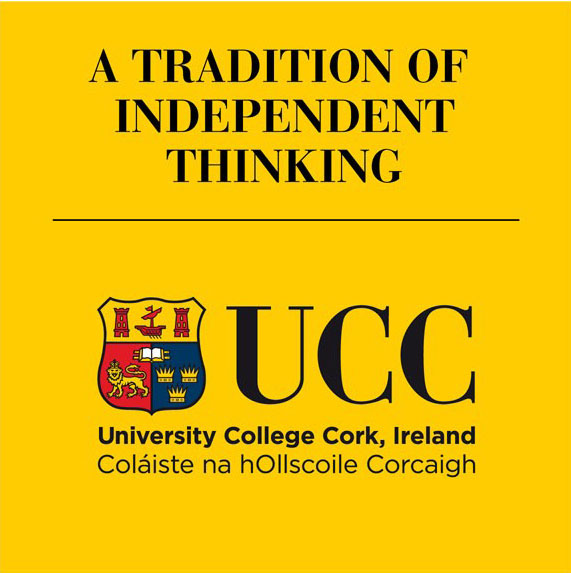 A TRADITION OF
INDEPENDENT
THINKING
UCC
University College Cork, Ireland
Coláiste na hOllscoile Corcaigh